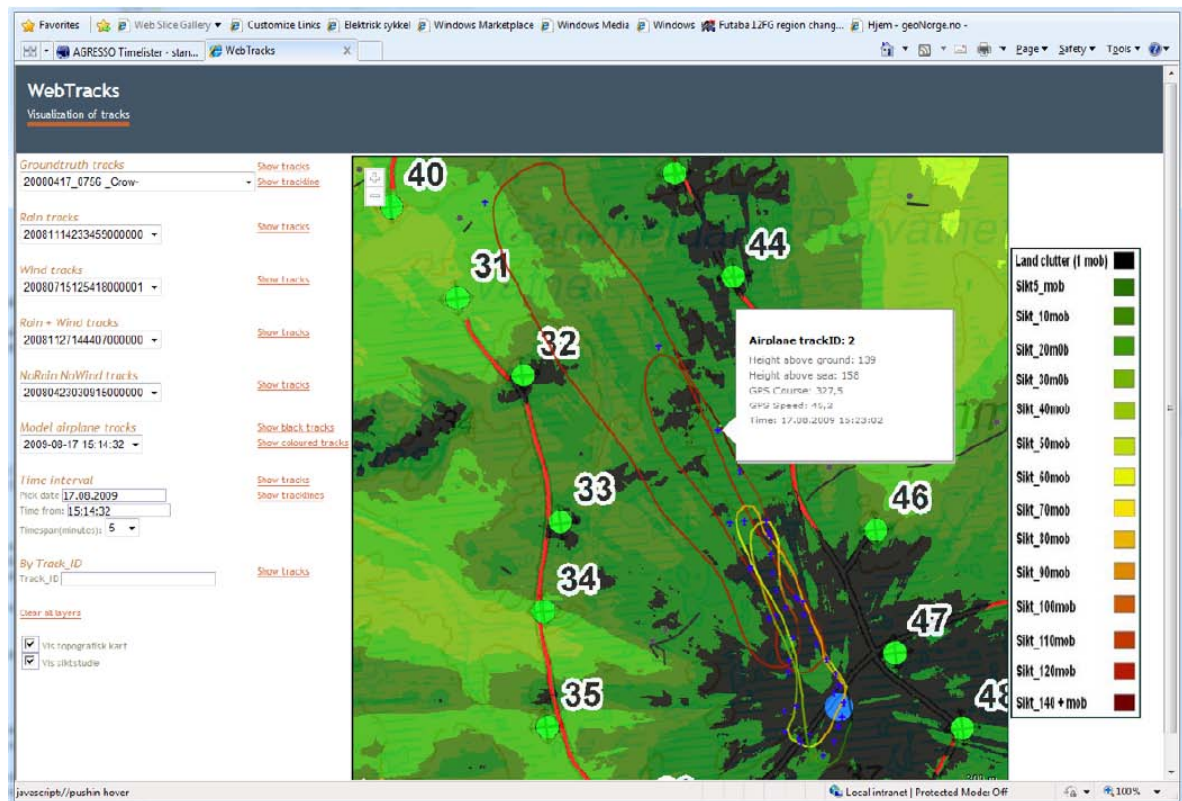 Favorites Web Slice Gallery Customize Links Elektrisk sykkel Windows Marketplace Windows Media Windows Futaba 12FG region chang... Hjem - geoNorge.no -
AGRESSO Timelister - stan... WebTracks X Page Safety Tools
WebTracks
Visualization of tracks
Groundtruth tracks Show tracks
20080417_0756 _Crow- Show trackline
Rain tracks
20081114233459000000 Show tracks
Wind tracks
20080715125418000001 Show tracks
Rain + Wind tracks
20081127144407000000 Show tracks
NoRain NoWind tracks
20080423030916000000 Show tracks
Model airplane tracks Show black tracks
2009-08-17 15:14:32 Show coloured tracks
Time interval Show tracks
Pick date 17.08.2009 Show tracklines
Time from: 15:14:32
Timespan(minutes): 5
By Track_ID
Track_ID Show tracks
Clear all layers
Vis topografisk kart
Vis siktstudie
40
44
31
32
33
34
35
46
47
48
Airplane trackID: 2
Height above ground: 139
Height above sea: 158
GPS Course: 327,5
GPS Speed: 45,2
Time: 17.08.2009 15:23:02
Land clutter (1 mob)
Sikt5_mob
Sikt_10mob
Sikt_20m0b
Sikt_30m0b
Sikt_40mob
Sikt_50mob
Sikt_60mob
Sikt_70mob
Sikt_80mob
Sikt_90mob
Sikt_100mob
Sikt_110mob
Sikt_120mob
Sikt_140 + mob
javascript://pushin hover Local intranet | Protected Mode: Off 100%